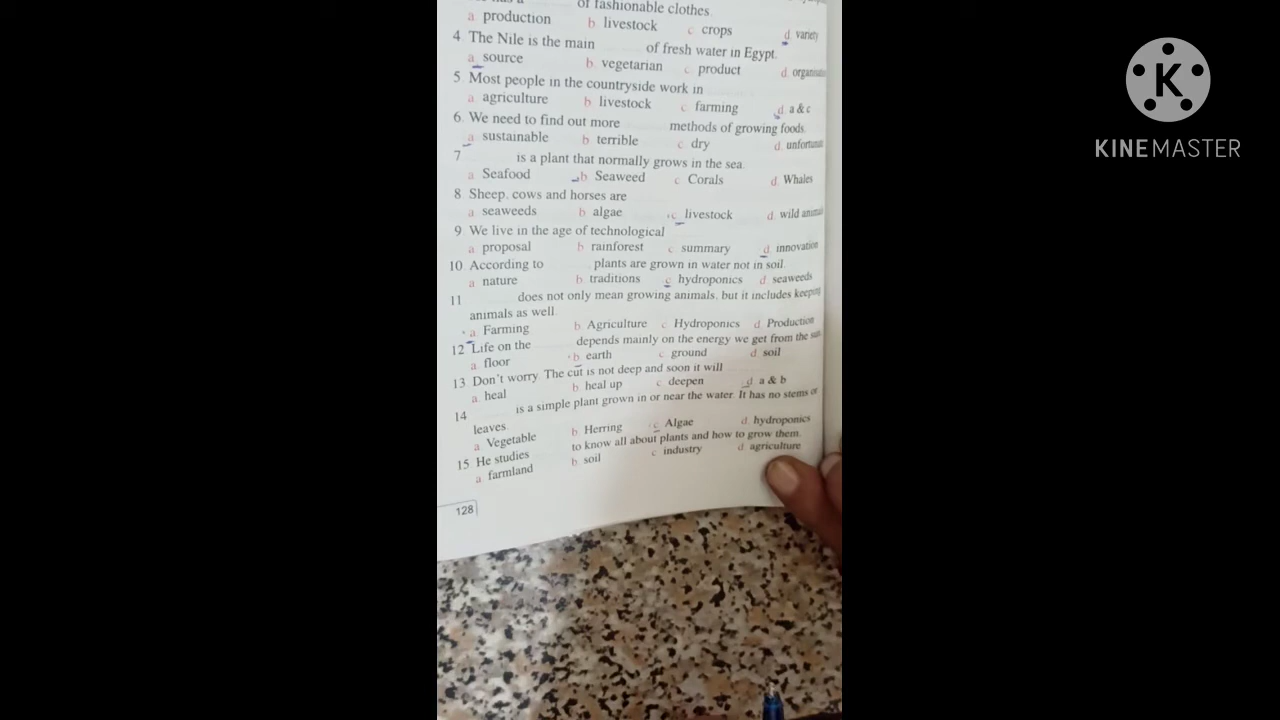 of fashionable clothes
a. production b. livestock c. crops d. variety
4. The Nile is the main of fresh water in Egypt.
a. source b. vegetarian c. product d.
5. Most people in the countryside work in
a. agriculture b. livestock c. farming d. a & c
6. We need to find out more methods of growing foods.
a. sustainable b. terrible c. dry d.
7 is a plant that normally grows in the sea.
a. Seafood b. Seaweed c. Corals d. Whales
8. Sheep, cows and horses are
a. seaweeds b. algae c. livestock d. wild
9. We live in the age of technological
a. proposal b. rainforest c. summary d. innovation
10. According to plants are grown in water not in soil.
a. nature b. traditions c. hydroponics d. seaweeds
11 does not only mean growing animals, but it includes keeping
animals as well.
a. Farming b. Agriculture c. Hydroponics d. Production
12. Life on the depends mainly on the energy we get from the sun
a. floor b. earth c. ground d. soil
13. Don't worry. The cut is not deep and soon it will
a. heal b. heal up c. deepen d. a & b
14 is a simple plant grown in or near the water. It has no stems or
leaves.
a. Vegetable b. Herring c. Algae d. hydroponics
15. He studies to know all about plants and how to grow them.
a. farmland b. soil c. industry d. agriculture
128
K
KINEMASTER